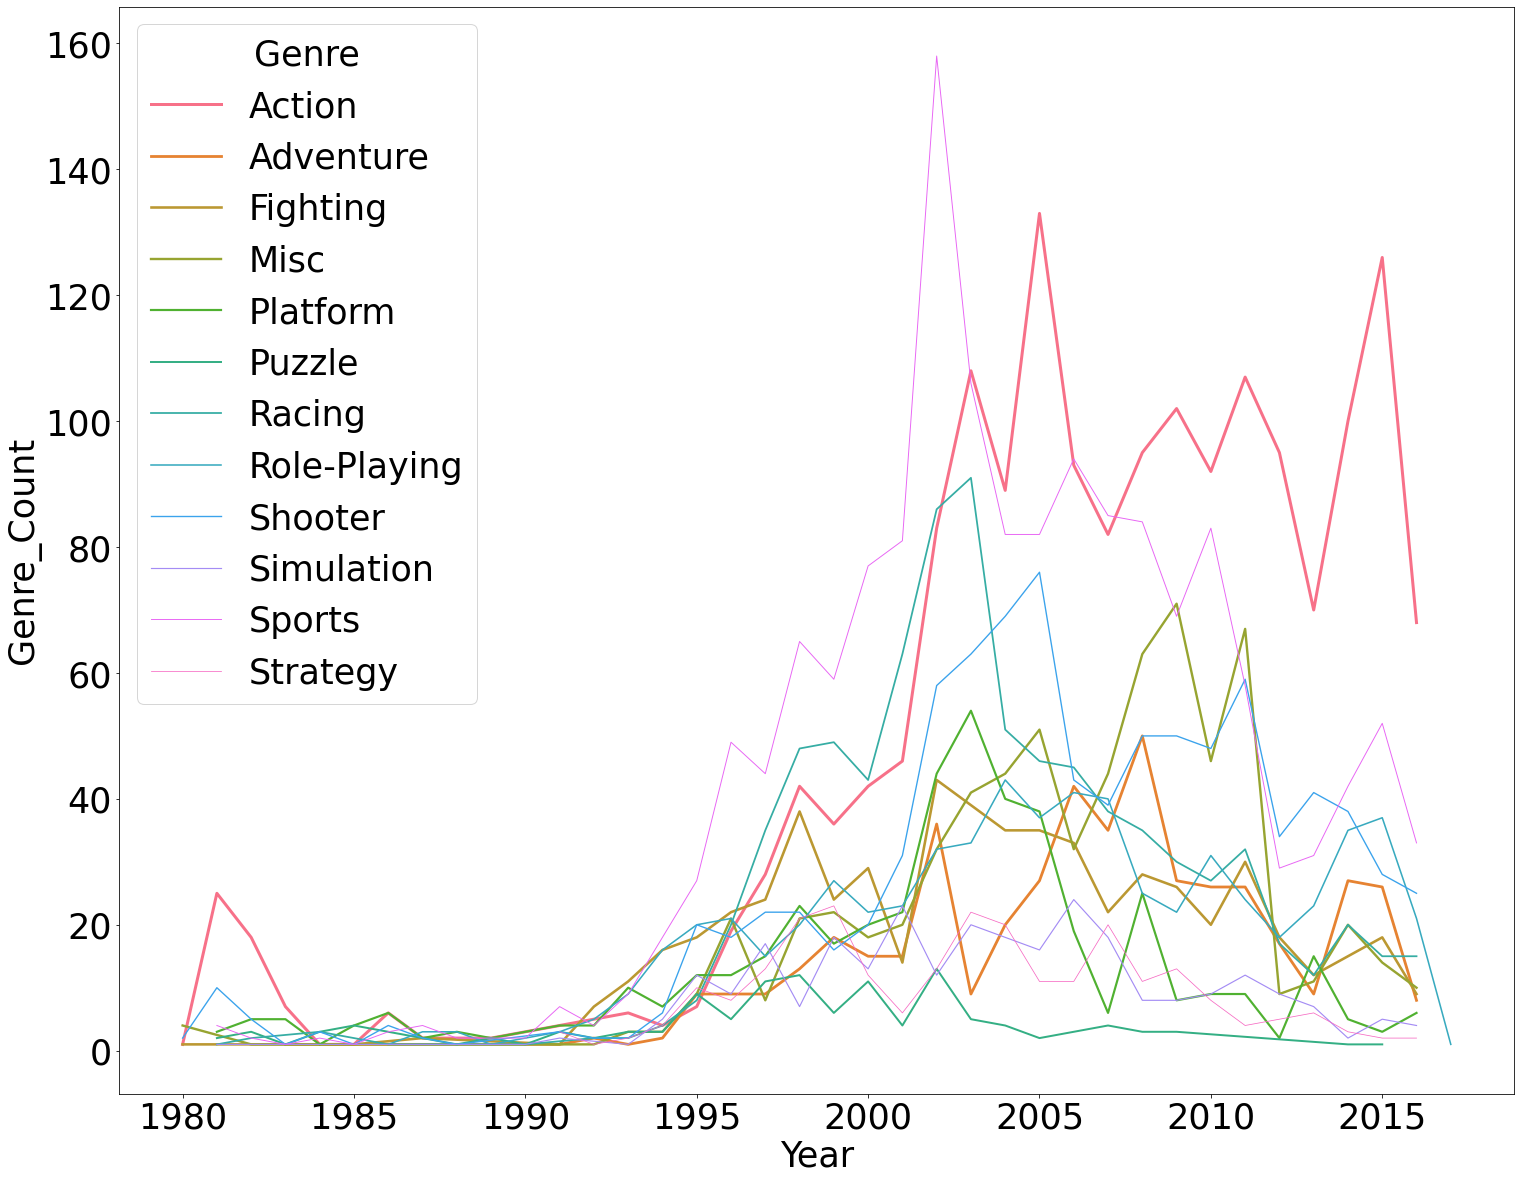 Genre
Action
Adventure
Fighting
Misc
Platform
Puzzle
Racing
Role-Playing
Shooter
Simulation
Sports
Strategy
Genre_Count
160
140
120
100
80
60
40
20
0
1980 1985 1990 1995 2000 2005 2010 2015
Year